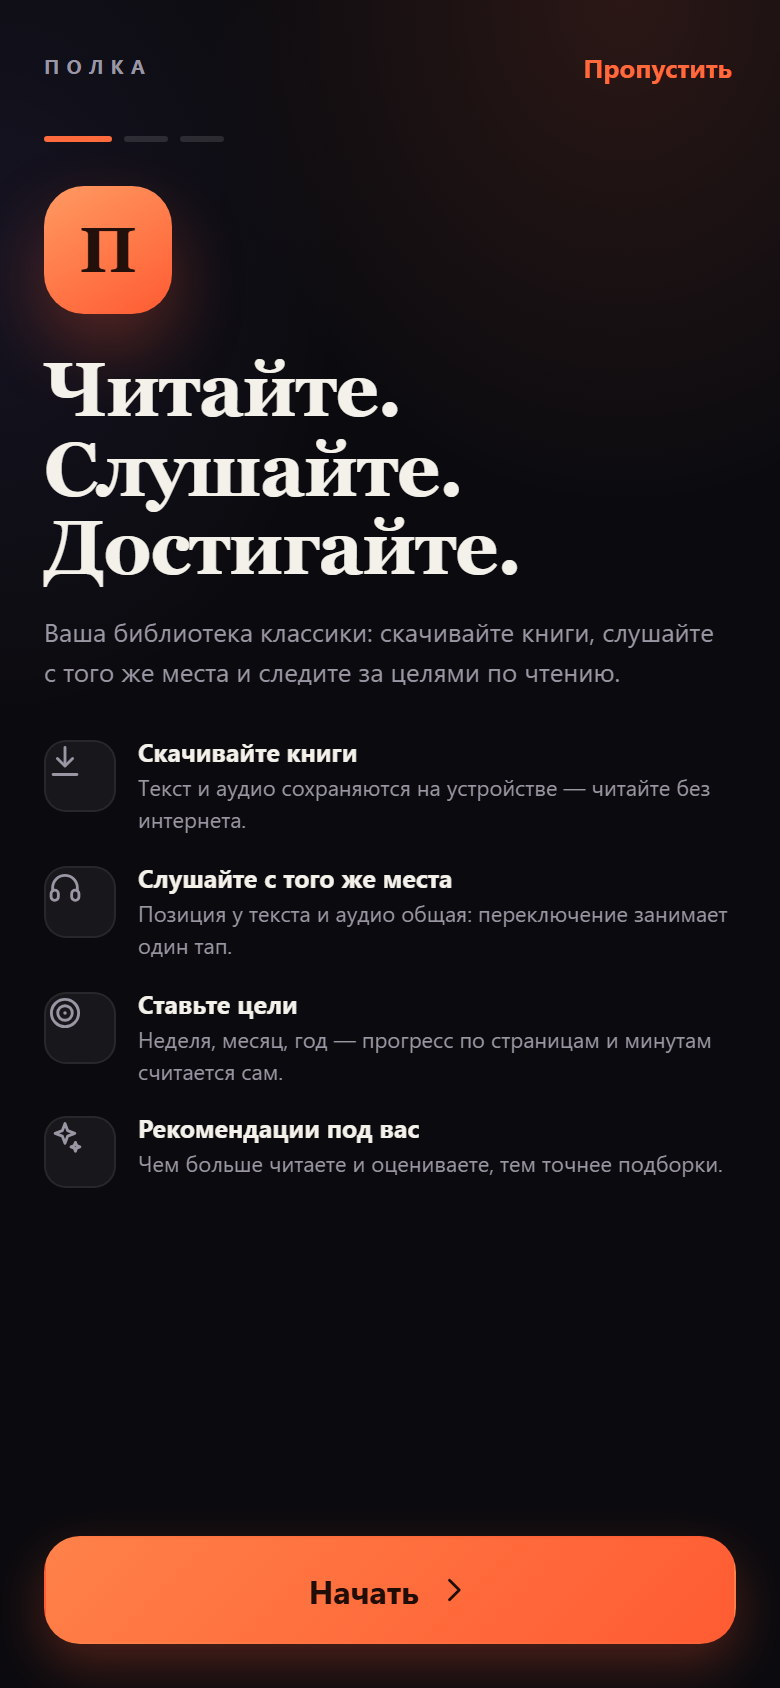 ПОЛКА
Пропустить
П
Читайте.
Слушайте.
Достигайте.
Ваша библиотека классики: скачивайте книги, слушайте
с того же места и следите за целями по чтению.
Скачивайте книги
Текст и аудио сохраняются на устройстве — читайте без
интернета.
Слушайте с того же места
Позиция у текста и аудио общая: переключение занимает
один тап.
Ставьте цели
Неделя, месяц, год — прогресс по страницам и минутам
считается сам.
Рекомендации под вас
Чем больше читаете и оцениваете, тем точнее подборки.
Начать